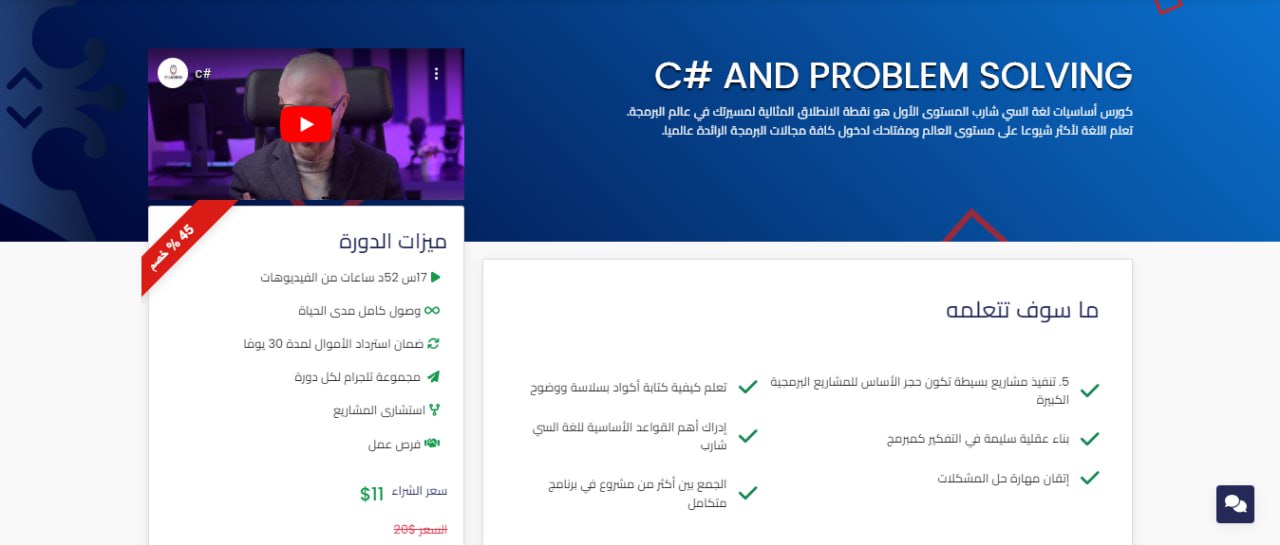 C# AND PROBLEM SOLVING
كورس أساسيات لغة السي شارب المستوى الأول هو نقطة الانطلاق المثالية لمسيرتك في عالم البرمجة.
تعلم اللغة لأكثر شيوعا على مستوى العالم ومفتاحك لدخول كافة مجالات البرمجة الرائدة عالميا.
c#
45 % خصم
ميزات الدورة
17س 52د ساعات من الفيديوهات
وصول كامل مدى الحياة
ضمان استرداد الأموال لمدة 30 يومًا
مجموعة تلجرام لكل دورة
استشارى المشاريع
فرص عمل
سعر الشراء $11
السعر 20$
ما سوف تتعلمه
5. تنفيذ مشاريع بسيطة تكون حجر الأساس للمشاريع البرمجية
الكبيرة
بناء عقلية سليمة في التفكير كمبرمج
إتقان مهارة حل المشكلات
تعلم كيفية كتابة أكواد بسلاسة ووضوح
إدراك أهم القواعد الأساسية للغة السي
شارب
الجمع بين أكثر من مشروع في برنامج
متكامل